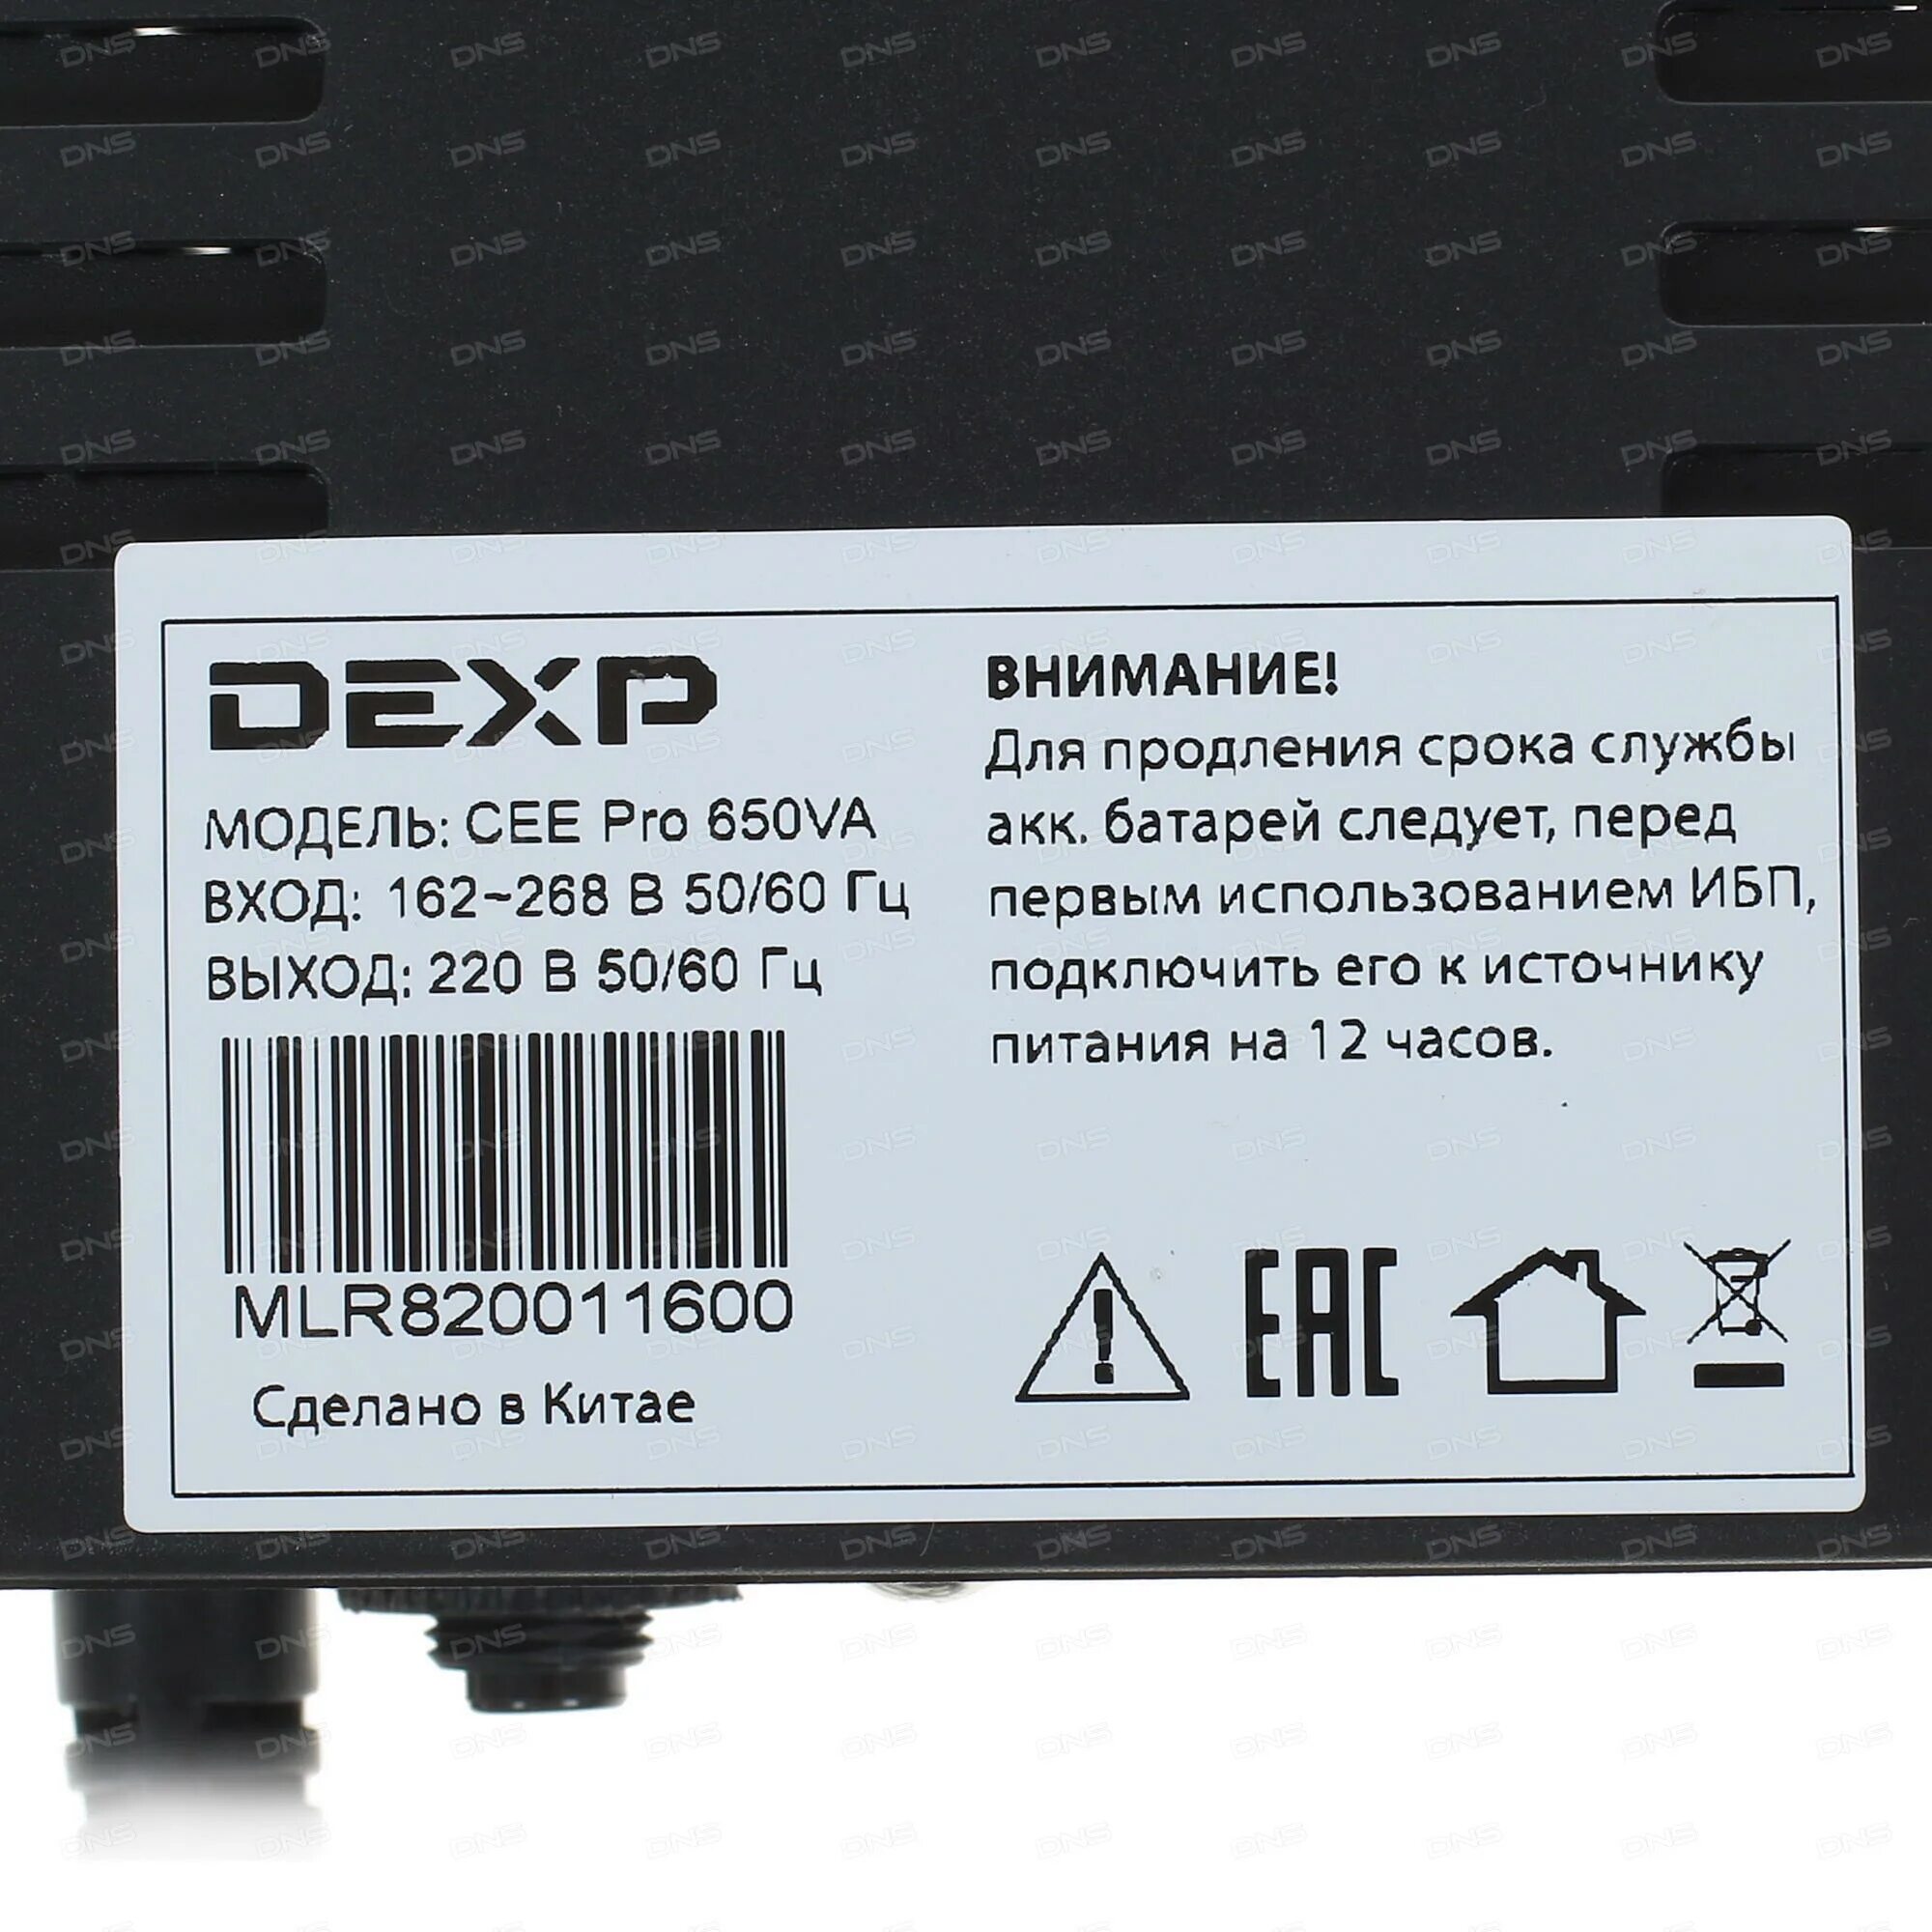 DEXP
МОДЕЛЬ: CEE Pro 650VA
ВХОД: 162~268 В 50/60 Гц
ВЫХОД: 220 В 50/60 Гц
MLR820011600
Сделано в Китае
ВНИМАНИЕ!
Для продления срока службы
акк. батарей следует, перед
первым использованием ИБП,
подключить его к источнику
питания на 12 часов.
EAC
DNS